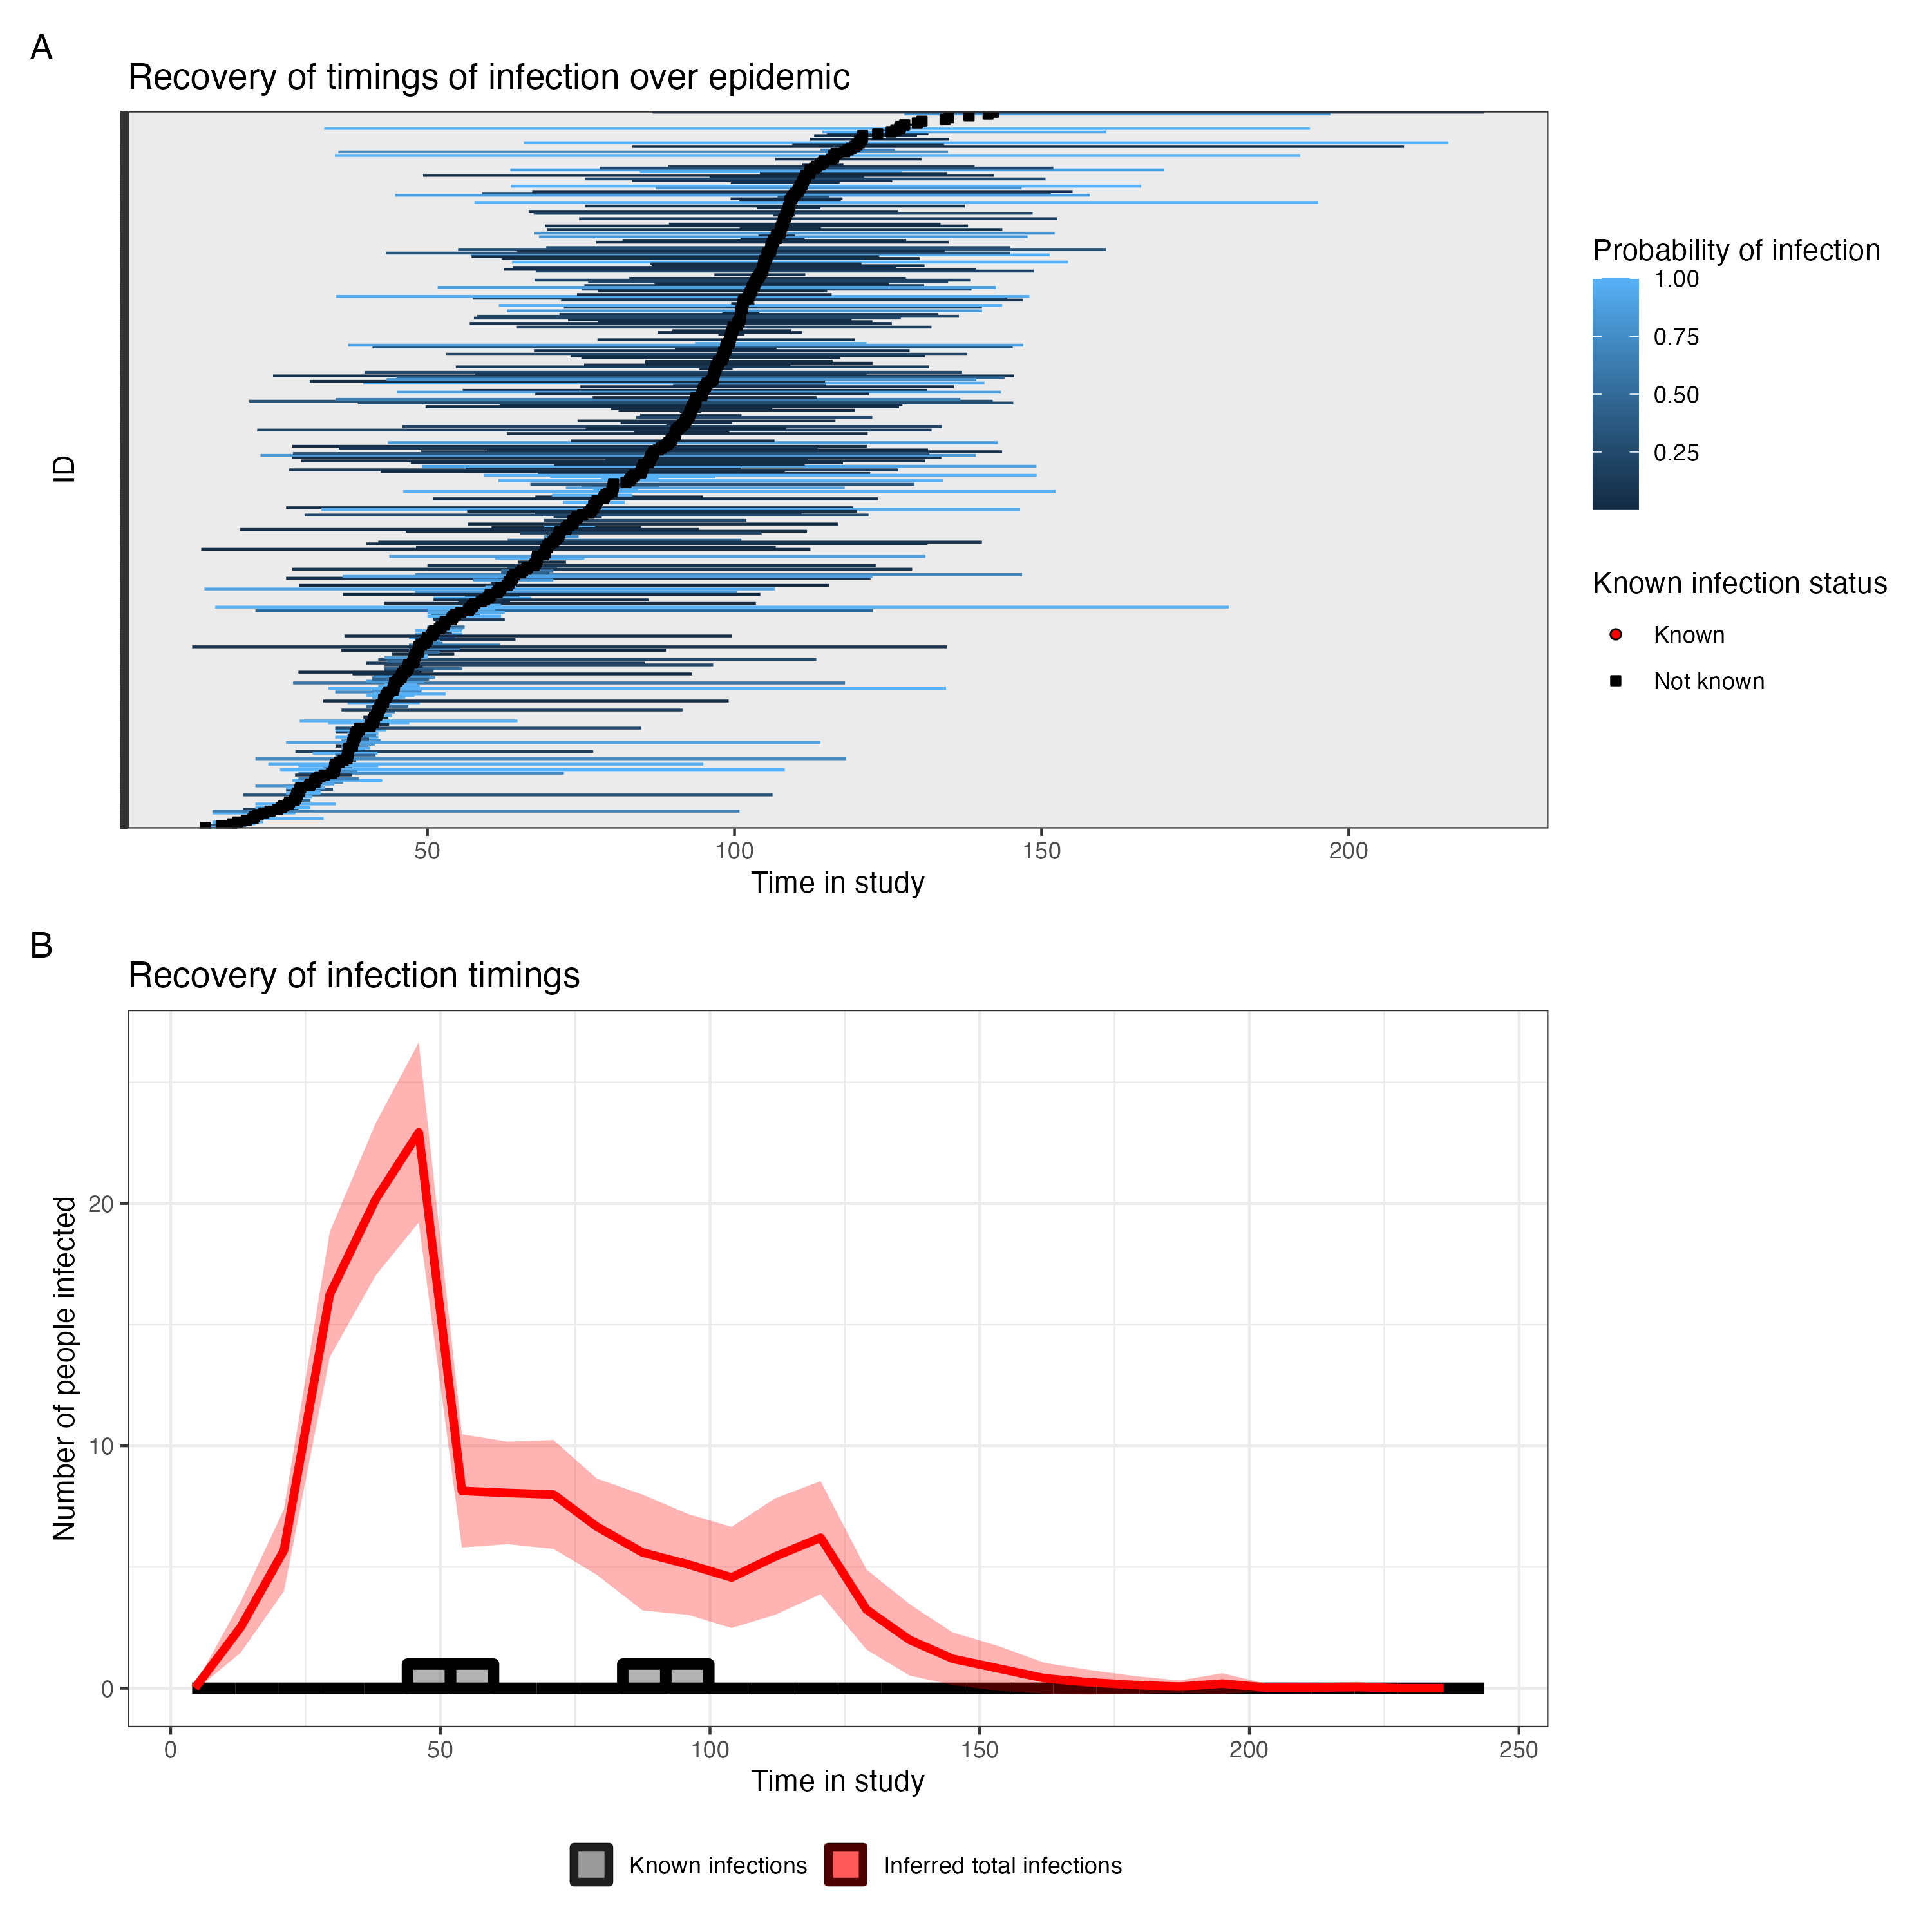 A
Recovery of timings of infection over epidemic
ID
50 100 150 200
Time in study
Probability of infection
1.00
0.75
0.50
0.25
Known infection status
Known
Not known
B
Recovery of infection timings
Number of people infected
20
10
0
0 50 100 150 200 250
Time in study
Known infections Inferred total infections